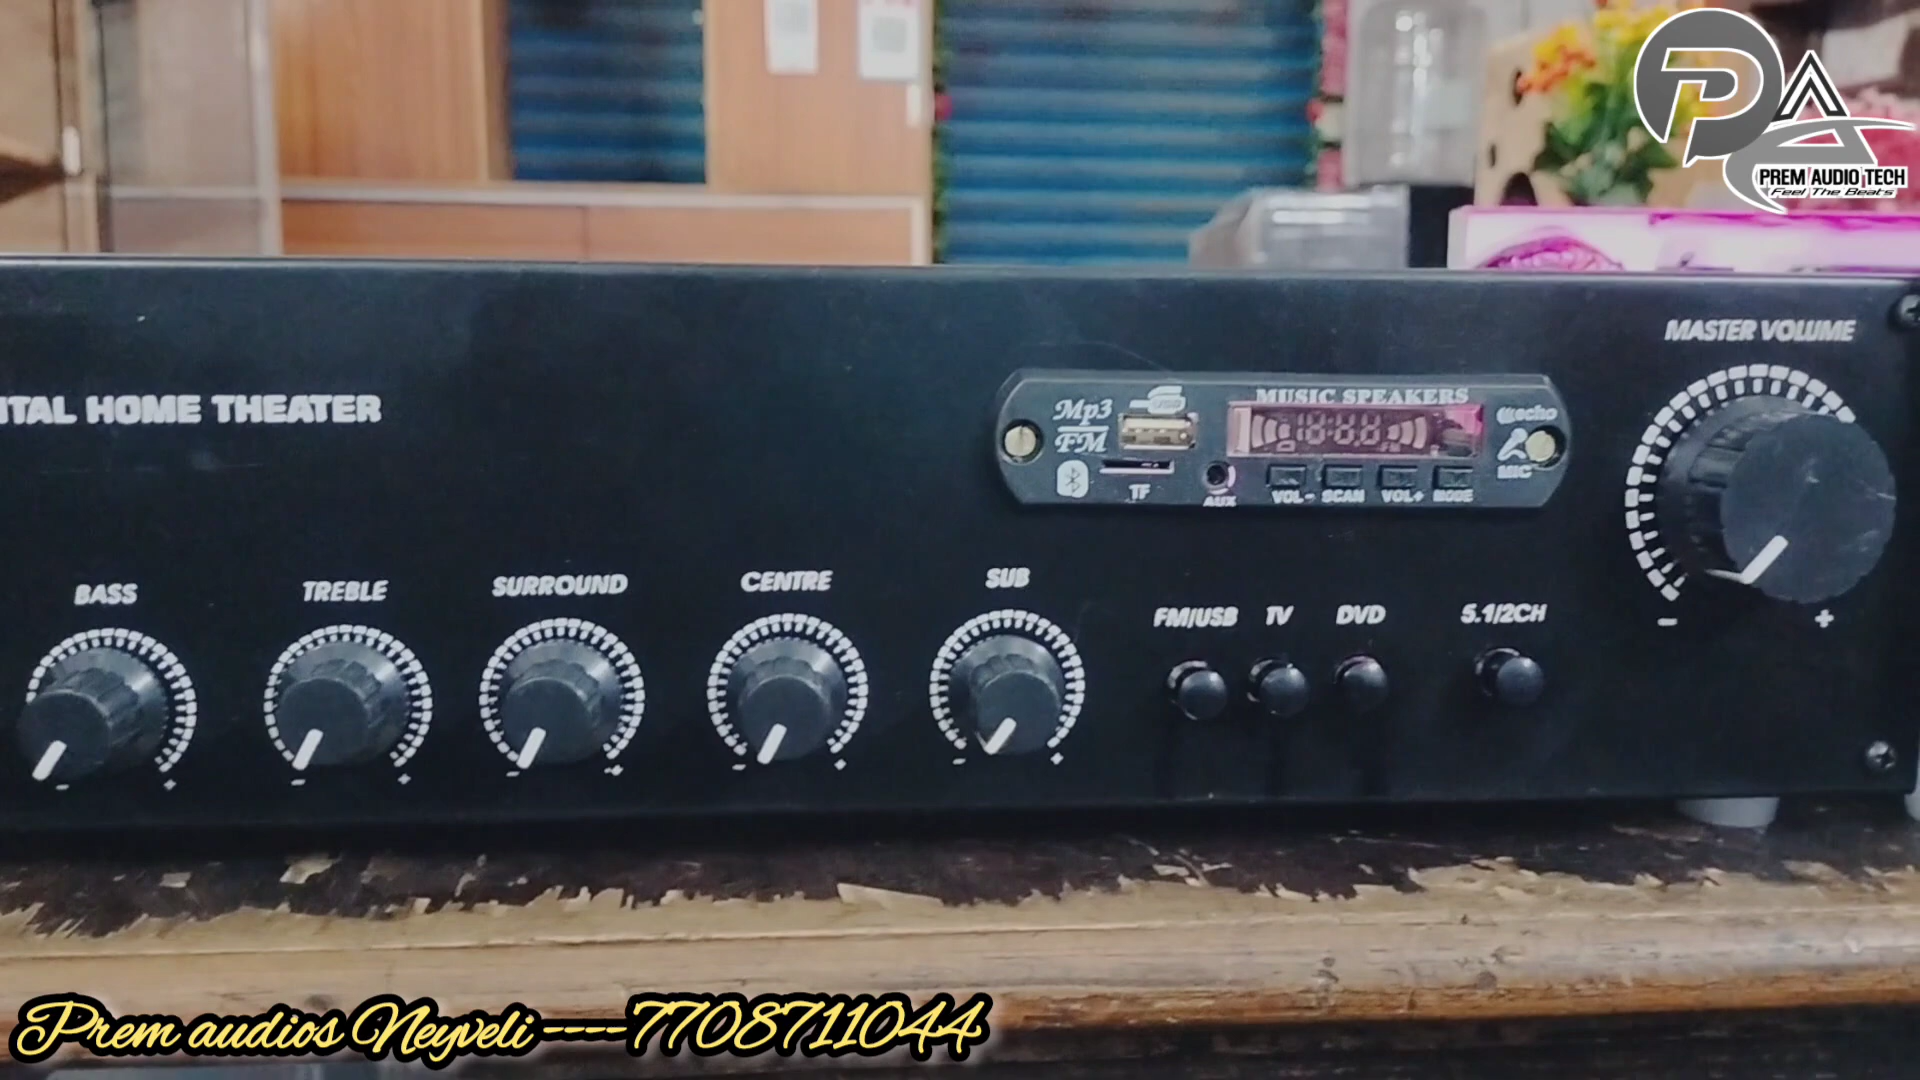 PREM AUDIO TECH
Feel The Beats
MASTER VOLUME
- +
ITAL HOME THEATER
MUSIC SPEAKERS
Mp3
FM
USB
echo
MIC
TF
AUX
VOL- SCAN VOL+ MODE
BASS TREBLE SURROUND CENTRE SUB
- + - + - + - + - +
FM/USB TV DVD 5.1/2CH
Prem audios Neyveli ----7708711044